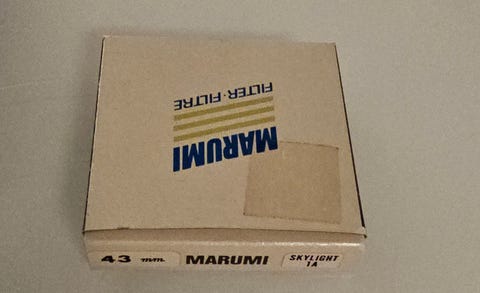 MARUMI
FILTER·FILTRE
43 mm
MARUMI
SKYLIGHT
1A